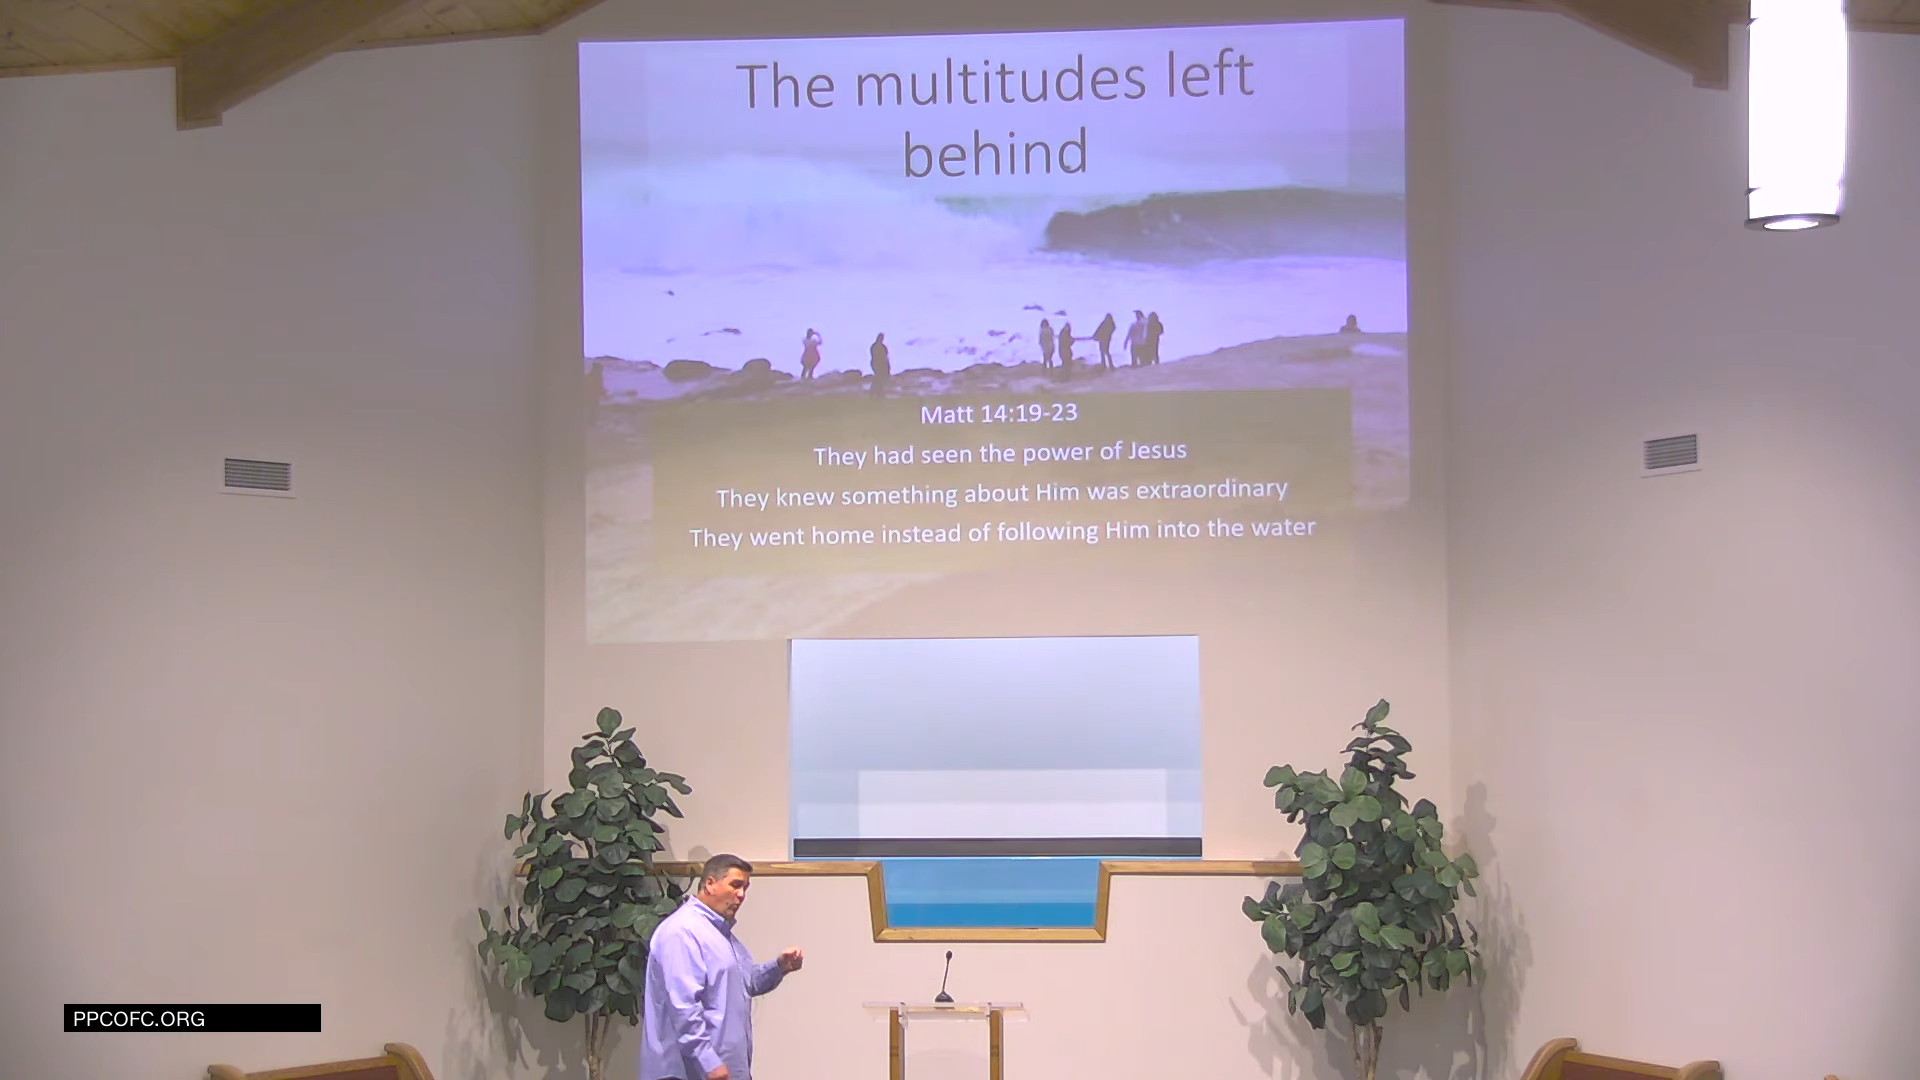 The multitudes left
behind
Matt 14:19-23
They had seen the power of Jesus
They knew something about Him was extraordinary
They went home instead of following Him into the water
PPCOFC.ORG